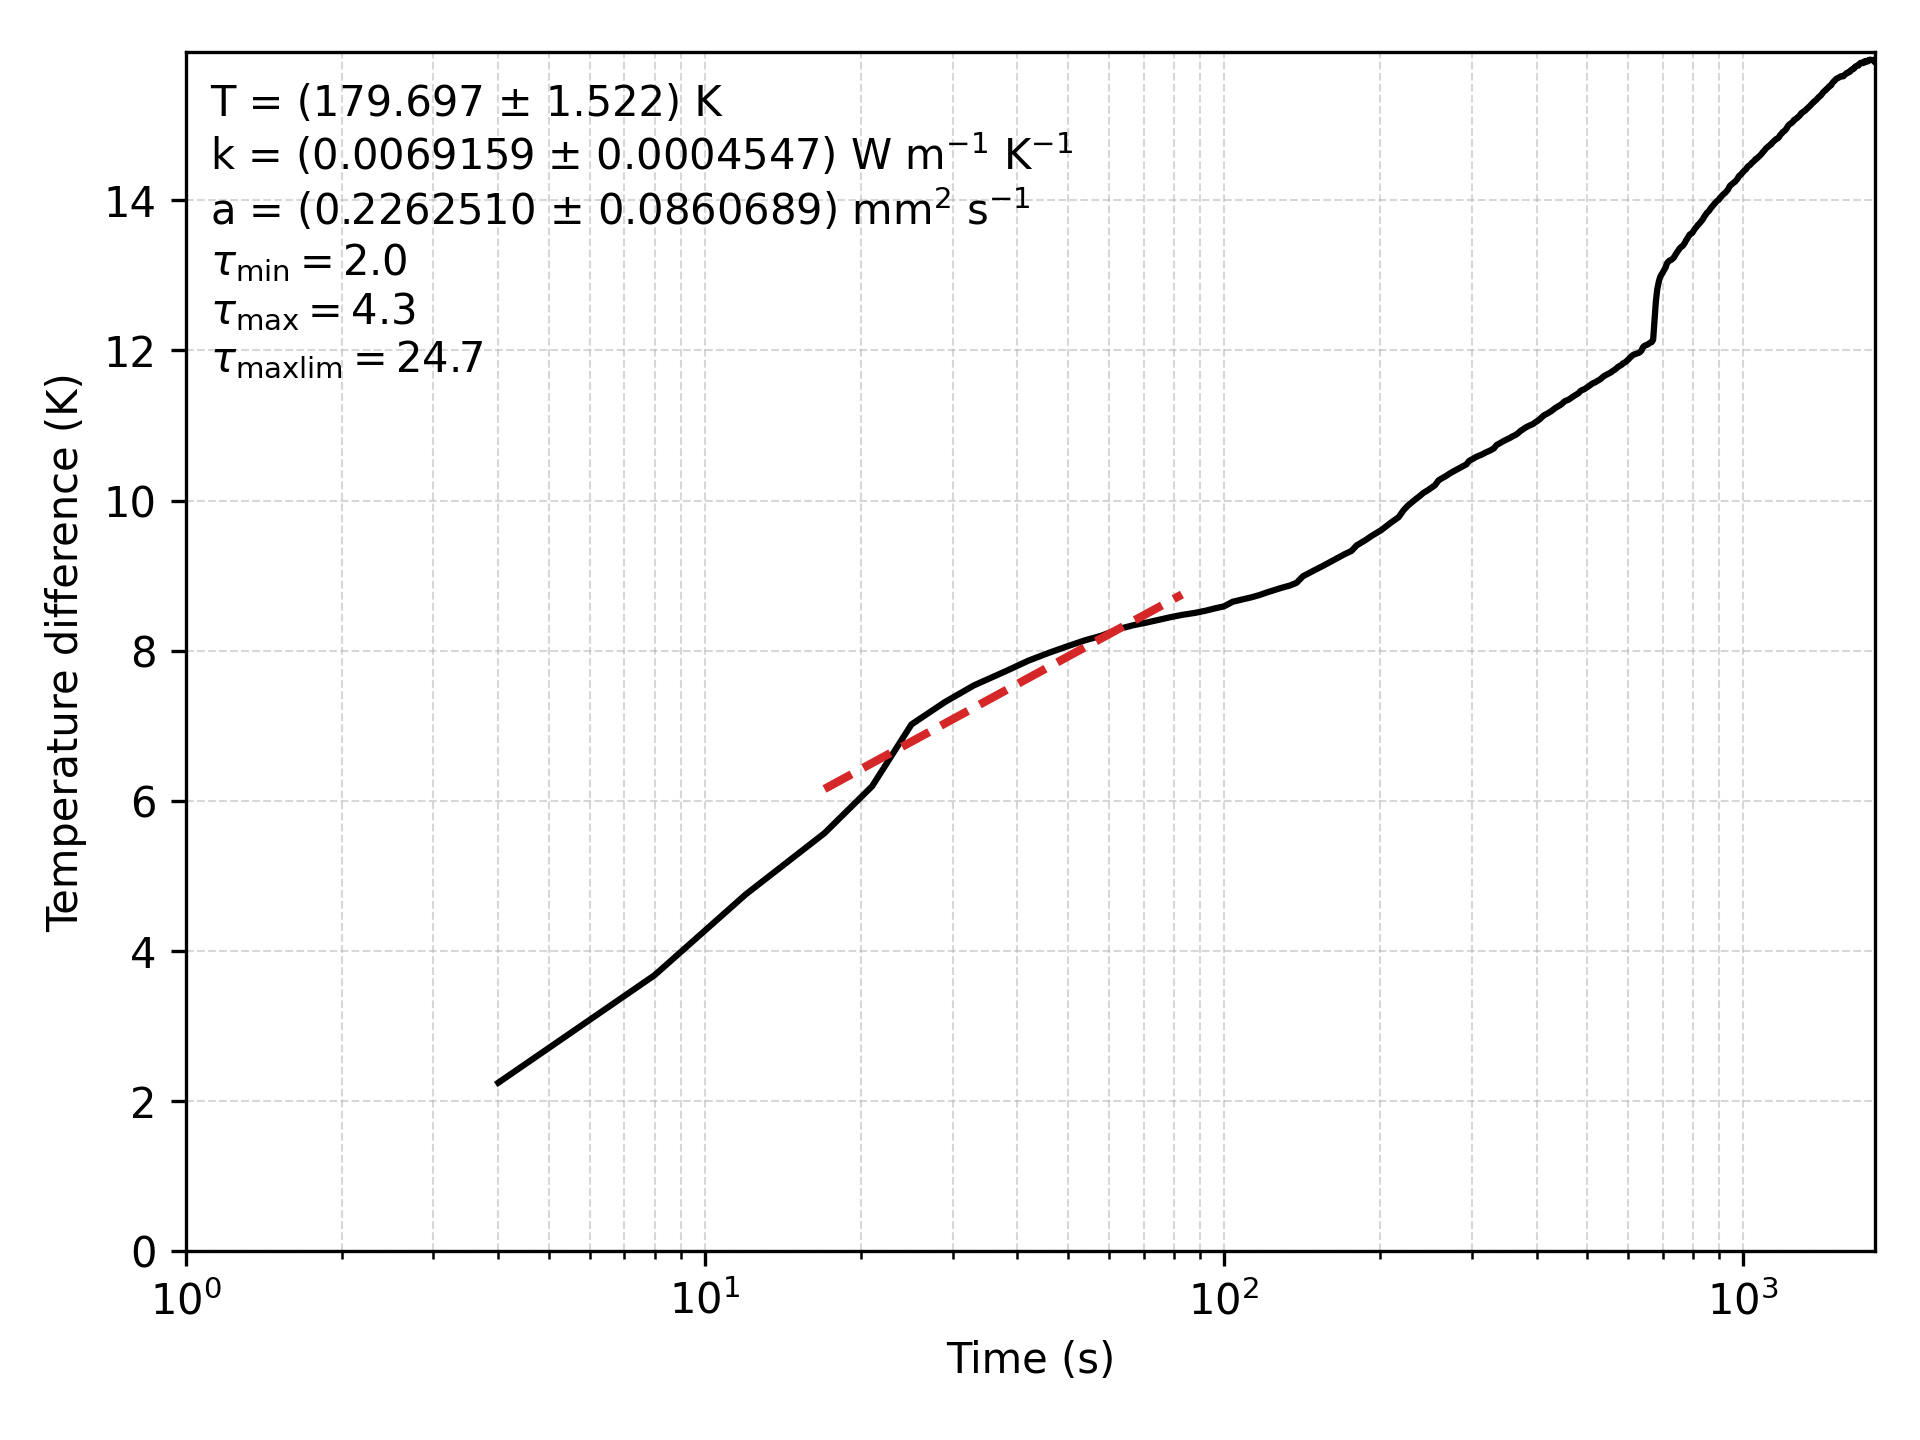 T = (179.697 ± 1.522) K
k = (0.0069159 ± 0.0004547) W m⁻¹ K⁻¹
a = (0.2262510 ± 0.0860689) mm² s⁻¹
τmin = 2.0
τmax = 4.3
τmaxlim = 24.7
14
12
10
8
6
4
2
0
Temperature difference (K)
10⁰ 10¹ 10² 10³
Time (s)